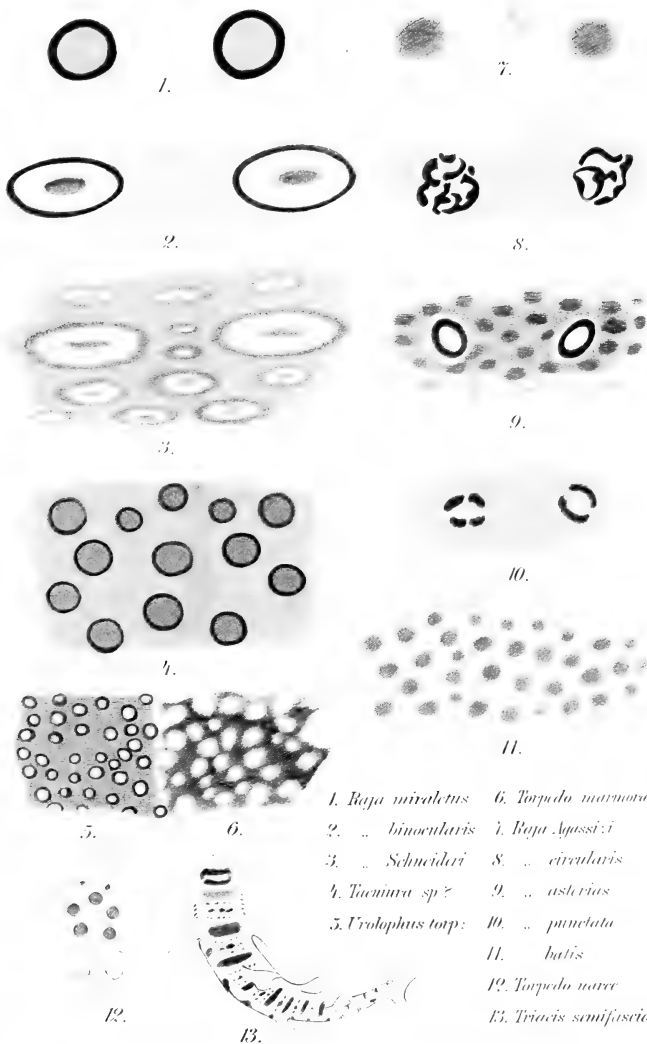 1.
7.
2.
8.
3.
9.
4.
10.
11.
5.
6.
12.
13.
1. Raja miraletus
2. „ binocularis
3. „ Schneideri
4. Taeniura sp?
5. Urolophus torp:
6. Torpedo marmora
7. Raja Agassizi
8. „ circularis
9. „ asterias
10. „ punctata
11. batis
12. Torpedo narce
13. Triacis semifascia